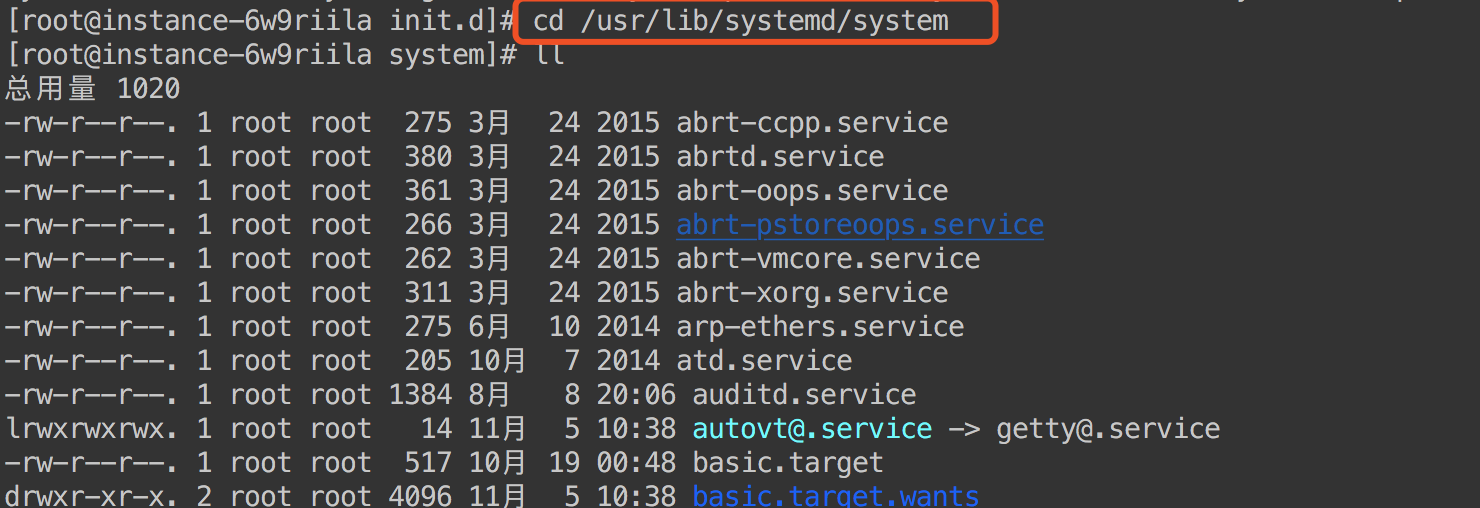 [root@instance-6w9riila init.d]# cd /usr/lib/systemd/system
[root@instance-6w9riila system]# ll
总用量 1020
-rw-r--r--. 1 root root  275 3月   24 2015 abrt-ccpp.service
-rw-r--r--. 1 root root  380 3月   24 2015 abrtd.service
-rw-r--r--. 1 root root  361 3月   24 2015 abrt-oops.service
-rw-r--r--. 1 root root  266 3月   24 2015 abrt-pstoreoops.service
-rw-r--r--. 1 root root  262 3月   24 2015 abrt-vmcore.service
-rw-r--r--. 1 root root  311 3月   24 2015 abrt-xorg.service
-rw-r--r--. 1 root root  275 6月   10 2014 arp-ethers.service
-rw-r--r--. 1 root root  205 10月   7 2014 atd.service
-rw-r--r--. 1 root root 1384 8月    8 20:06 auditd.service
lrwxrwxrwx. 1 root root   14 11月   5 10:38 autovt@.service -> getty@.service
-rw-r--r--. 1 root root  517 10月  19 00:48 basic.target
drwxr-xr-x. 2 root root 4096 11月   5 10:38 basic.target.wants